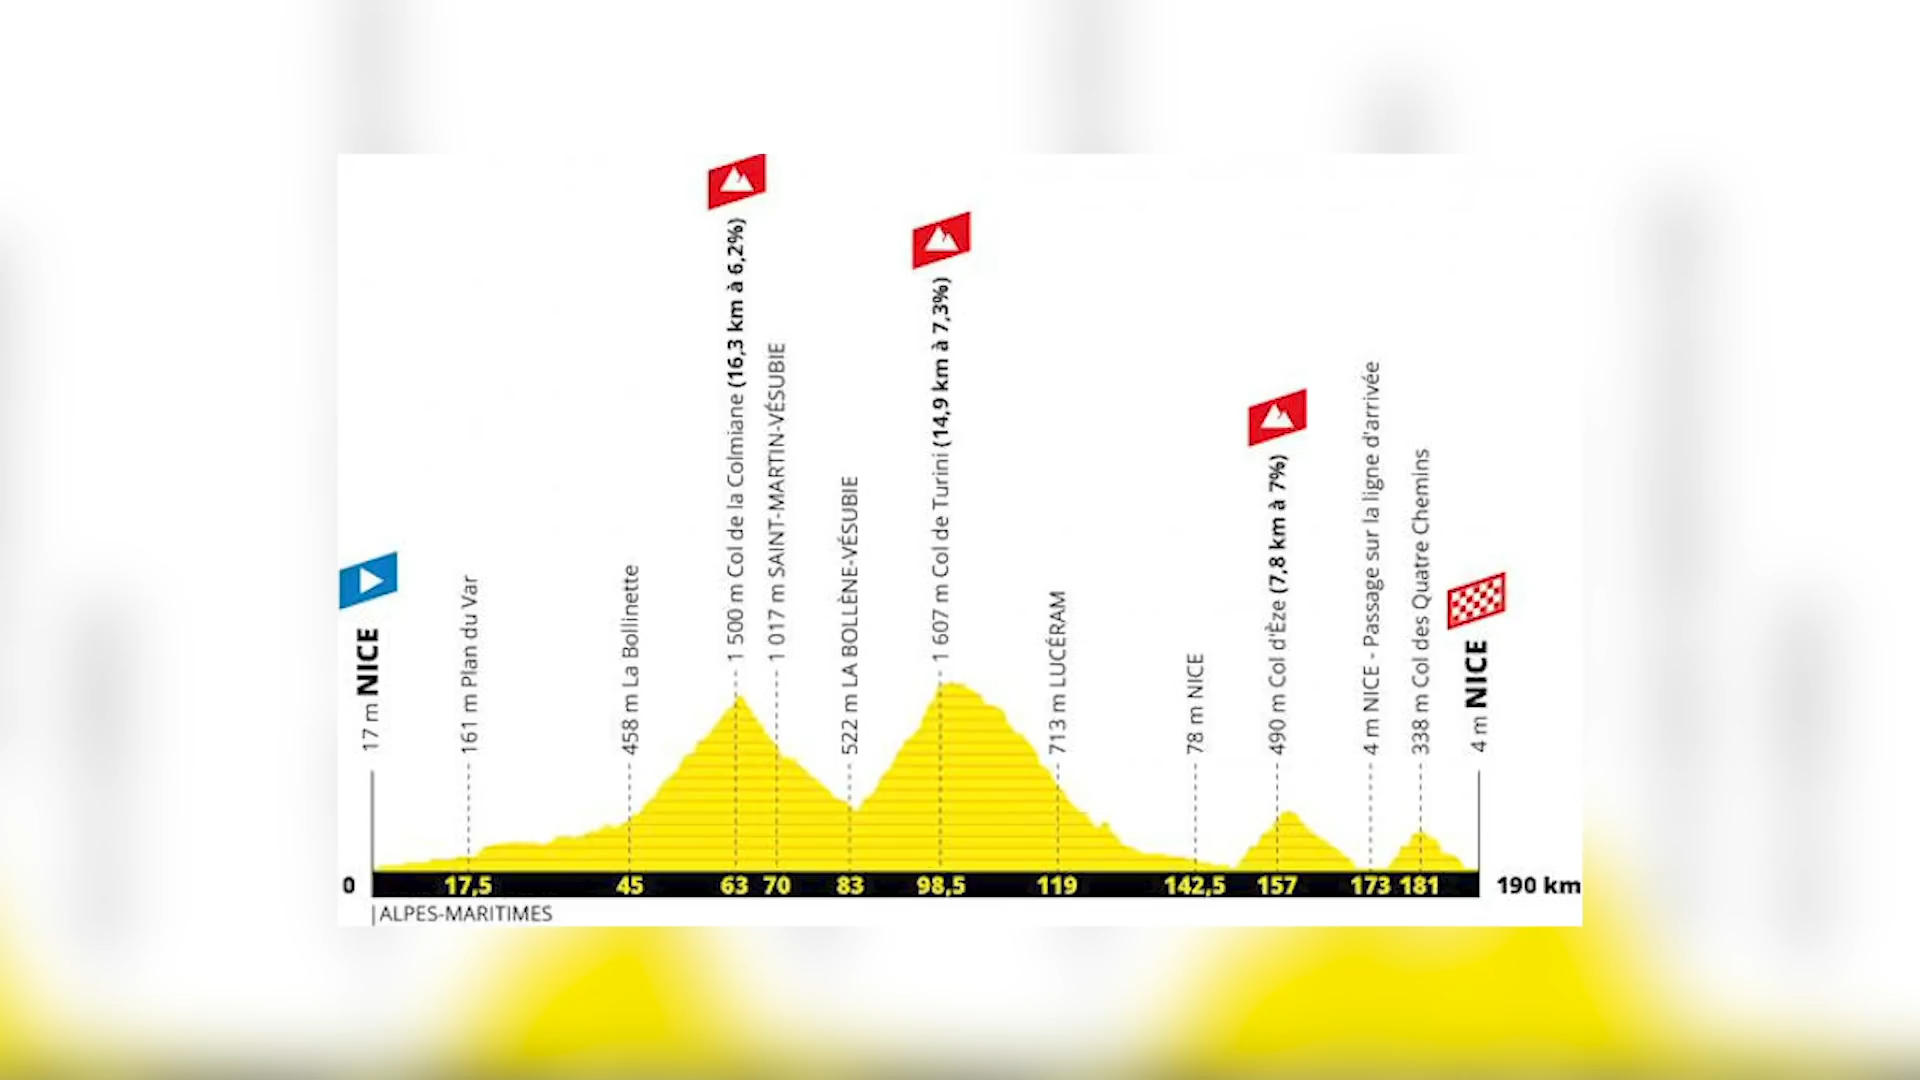 17 m NICE
161 m Plan du Var
458 m La Bollinette
1 500 m Col de la Colmiane (16,3 km à 6,2%)
1 017 m SAINT-MARTIN-VÉSUBIE
522 m LA BOLLÈNE-VÉSUBIE
1 607 m Col de Turini (14,9 km à 7,3%)
713 m LUCÉRAM
78 m NICE
490 m Col d'Èze (7,8 km à 7%)
4 m NICE - Passage sur la ligne d'arrivée
338 m Col des Quatre Chemins
4 m NICE
0 17,5 45 63 70 83 98,5 119 142,5 157 173 181 190 km
ALPES-MARITIMES